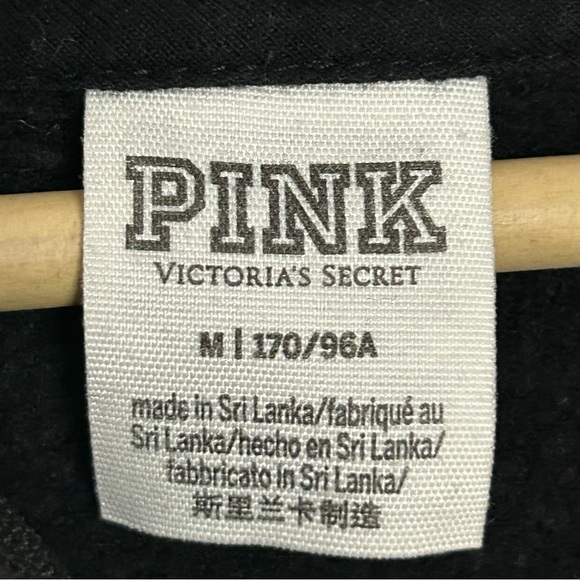 PINK
VICTORIA'S SECRET
M | 170/96A
made in Sri Lanka/fabriqué au
Sri Lanka/hecho en Sri Lanka/
fabbricato in Sri Lanka/
斯里兰卡制造